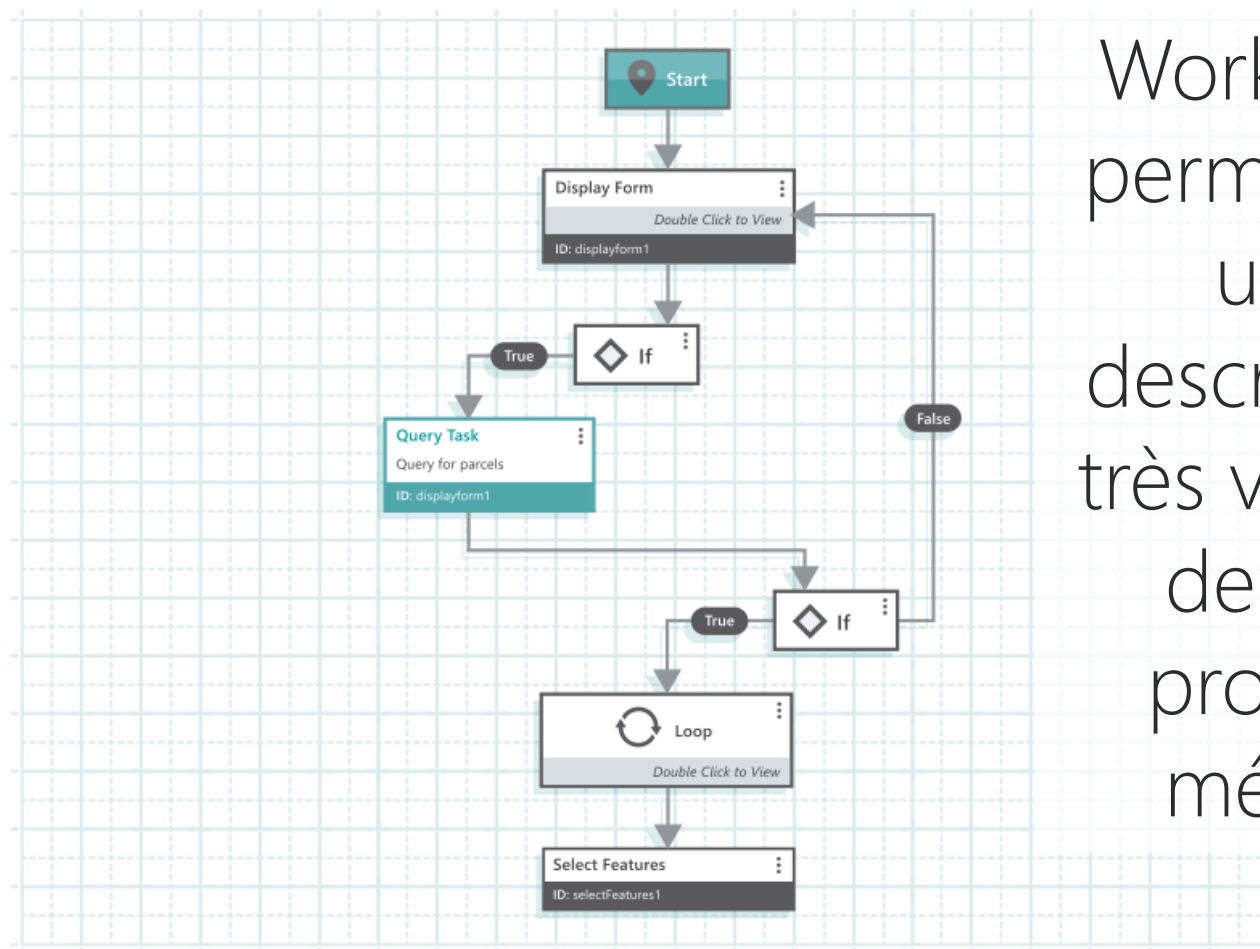 Start
Display Form
Double Click to View
ID: displayform1
If
True
Query Task
Query for parcels
ID: displayform1
False
If
True
Loop
Double Click to View
Select Features
ID: selectFeatures1
Work
perm
u
descr
très v
de
pro
mé